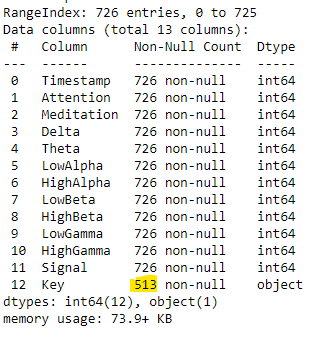 RangeIndex: 726 entries, 0 to 725
Data columns (total 13 columns):
 #   Column      Non-Null Count  Dtype
---  ------      --------------  -----
 0   Timestamp   726 non-null    int64
 1   Attention   726 non-null    int64
 2   Meditation  726 non-null    int64
 3   Delta       726 non-null    int64
 4   Theta       726 non-null    int64
 5   LowAlpha    726 non-null    int64
 6   HighAlpha   726 non-null    int64
 7   LowBeta     726 non-null    int64
 8   HighBeta    726 non-null    int64
 9   LowGamma    726 non-null    int64
 10  HighGamma   726 non-null    int64
 11  Signal      726 non-null    int64
 12  Key         513 non-null    object
dtypes: int64(12), object(1)
memory usage: 73.9+ KB